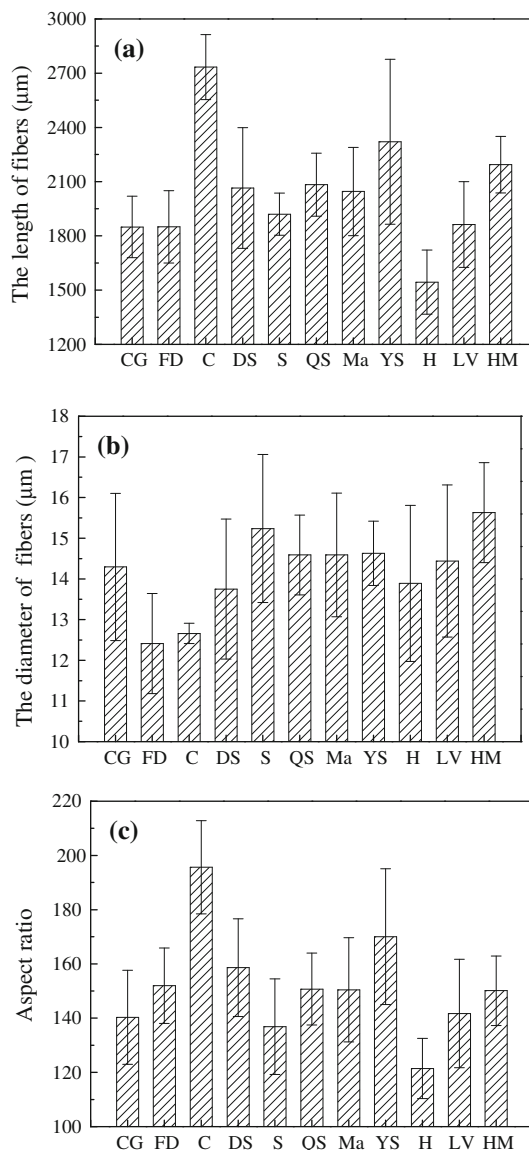 (a)
The length of fibers (μm)
3000
2700
2400
2100
1800
1500
1200
CG FD C DS S QS Ma YS H LV HM
(b)
The diameter of fibers (μm )
18
17
16
15
14
13
12
11
10
CG FD C DS S QS Ma YS H LV HM
(c)
Aspect ratio
220
200
180
160
140
120
100
CG FD C DS S QS Ma YS H LV HM